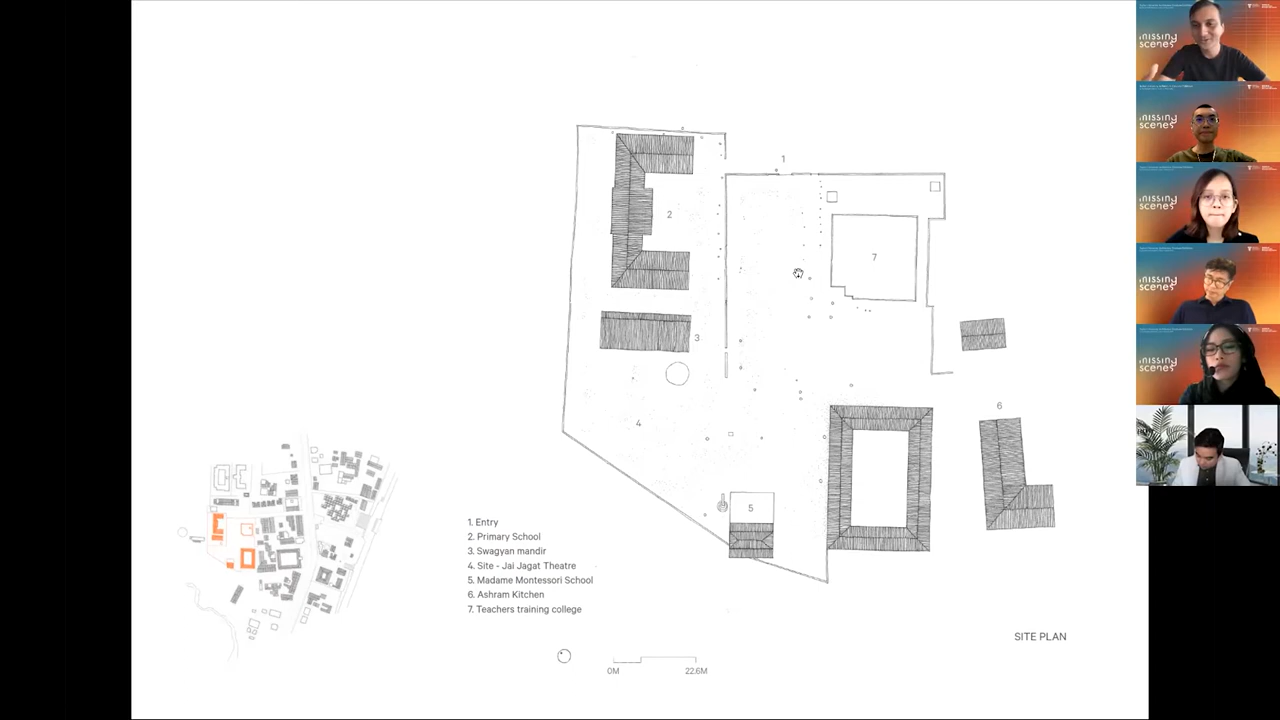 1
2
7
3
6
4
5
1. Entry
2. Primary School
3. Swagyan mandir
4. Site - Jai Jagat Theatre
5. Madame Montessori School
6. Ashram Kitchen
7. Teachers training college
SITE PLAN
0M
22.6M
missing
scenes
missing
scenes
missing
scenes
missing
scenes
missing
scenes